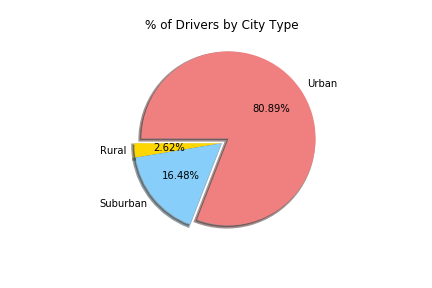 % of Drivers by City Type
Urban
80.89%
Rural
2.62%
16.48%
Suburban